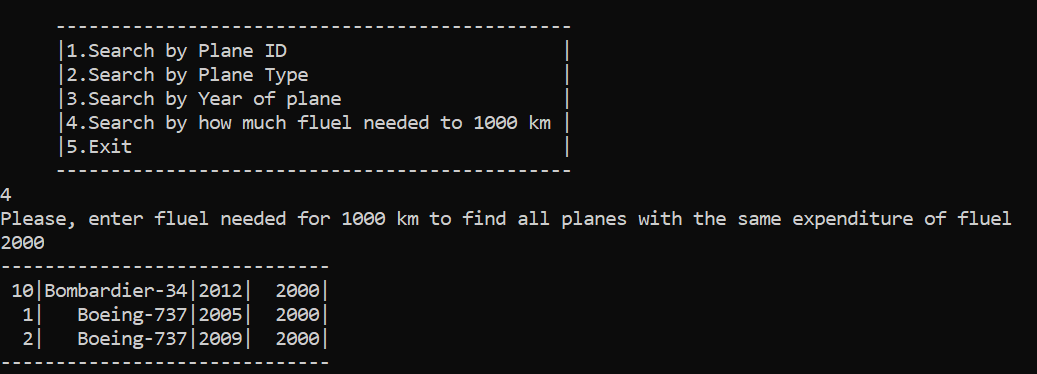 -----------------------------------------------
|1.Search by Plane ID                         |
|2.Search by Plane Type                       |
|3.Search by Year of plane                    |
|4.Search by how much fluel needed to 1000 km |
|5.Exit                                       |
-----------------------------------------------
4
Please, enter fluel needed for 1000 km to find all planes with the same expenditure of fluel
2000
------------------------------
 10|Bombardier-34|2012|  2000|
  1|   Boeing-737|2005|  2000|
  2|   Boeing-737|2009|  2000|
------------------------------